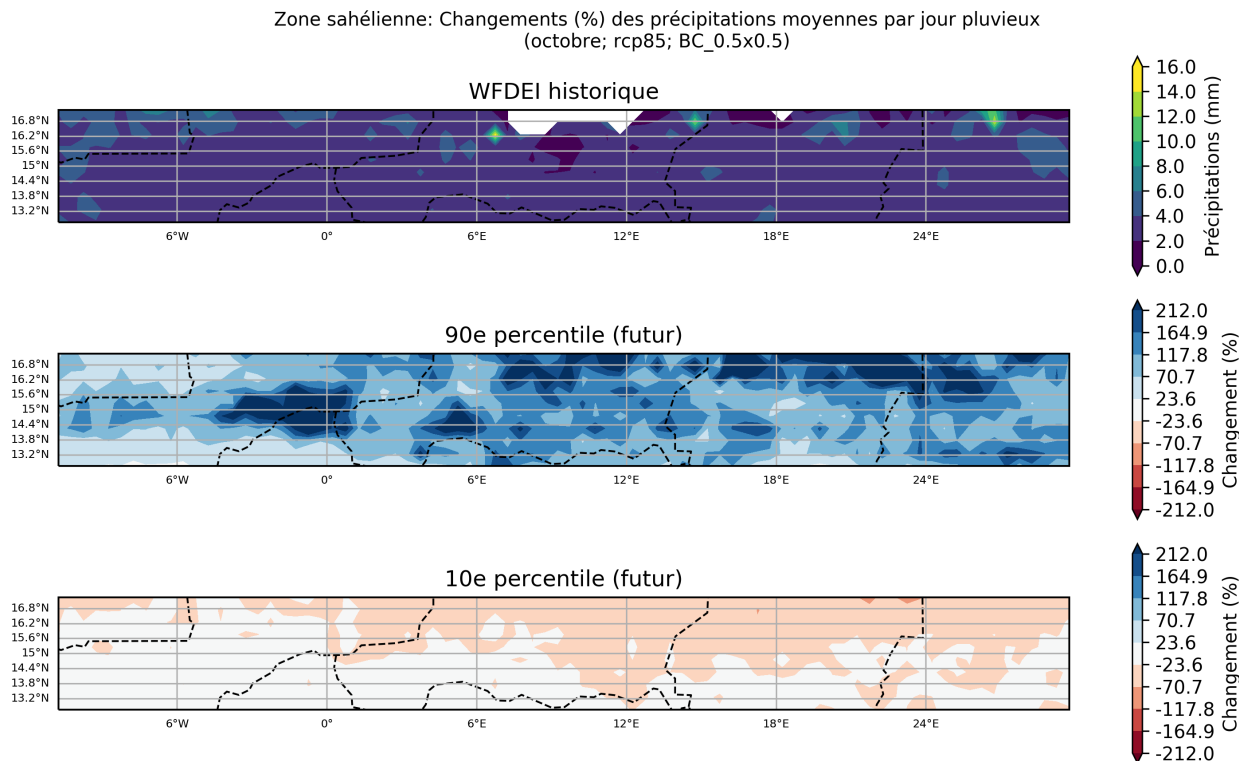 Zone sahélienne: Changements (%) des précipitations moyennes par jour pluvieux
(octobre; rcp85; BC_0.5x0.5)
WFDEI historique
16.8°N
16.2°N
15.6°N
15°N
14.4°N
13.8°N
13.2°N
6°W
0°
6°E
12°E
18°E
24°E
16.0
14.0
12.0
10.0
8.0
6.0
4.0
2.0
0.0
Précipitations (mm)
90e percentile (futur)
16.8°N
16.2°N
15.6°N
15°N
14.4°N
13.8°N
13.2°N
6°W
0°
6°E
12°E
18°E
24°E
212.0
164.9
117.8
70.7
23.6
-23.6
-70.7
-117.8
-164.9
-212.0
Changement (%)
10e percentile (futur)
16.8°N
16.2°N
15.6°N
15°N
14.4°N
13.8°N
13.2°N
6°W
0°
6°E
12°E
18°E
24°E
212.0
164.9
117.8
70.7
23.6
-23.6
-70.7
-117.8
-164.9
-212.0
Changement (%)